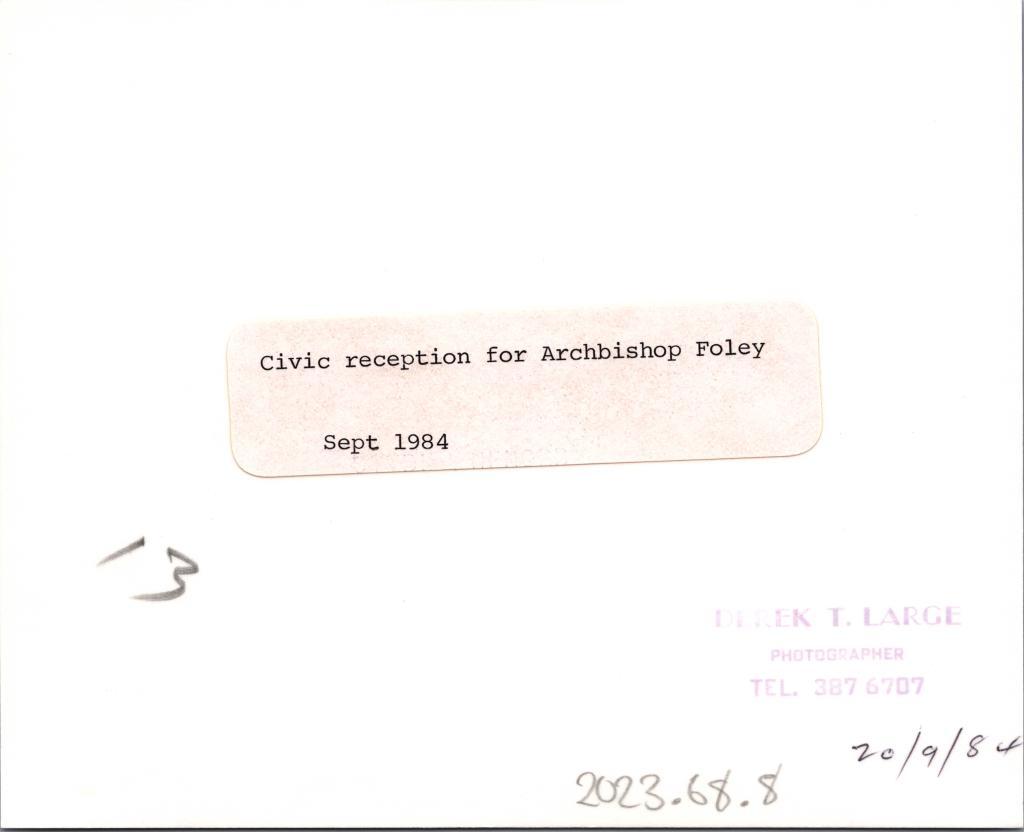 Civic reception for Archbishop Foley
Sept 1984
13
DEREK T. LARGE
PHOTOGRAPHER
TEL. 387 6707
20/9/84
2023.68.8